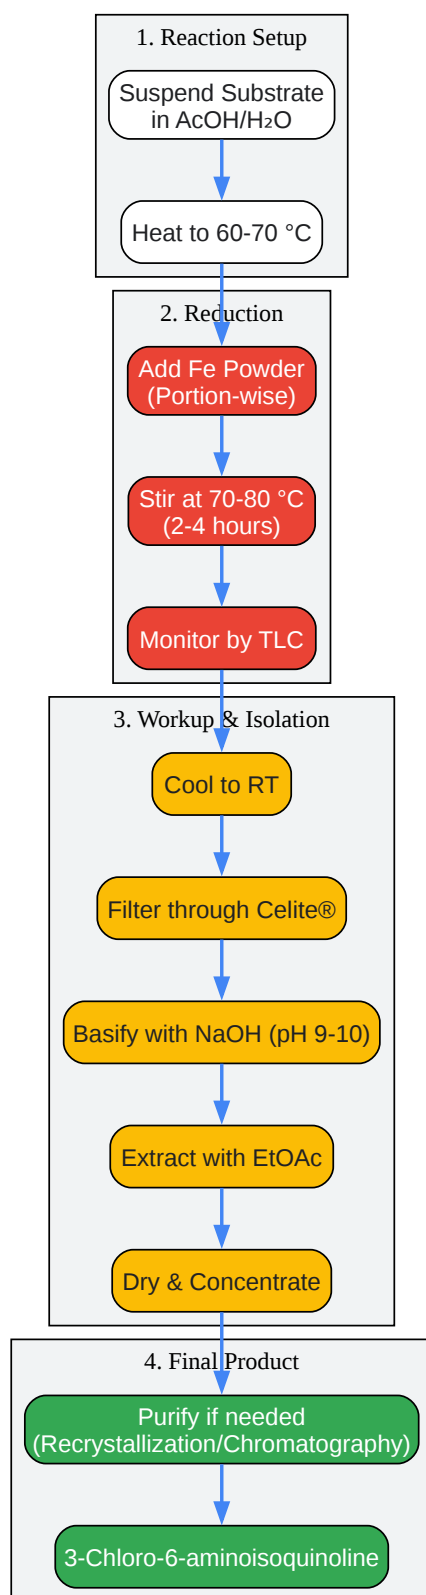 1. Reaction Setup
Suspend Substrate
in AcOH/H₂O
Heat to 60-70 °C
2. Reduction
Add Fe Powder
(Portion-wise)
Stir at 70-80 °C
(2-4 hours)
Monitor by TLC
3. Workup & Isolation
Cool to RT
Filter through Celite®
Basify with NaOH (pH 9-10)
Extract with EtOAc
Dry & Concentrate
4. Final Product
Purify if needed
(Recrystallization/Chromatography)
3-Chloro-6-aminoisoquinoline